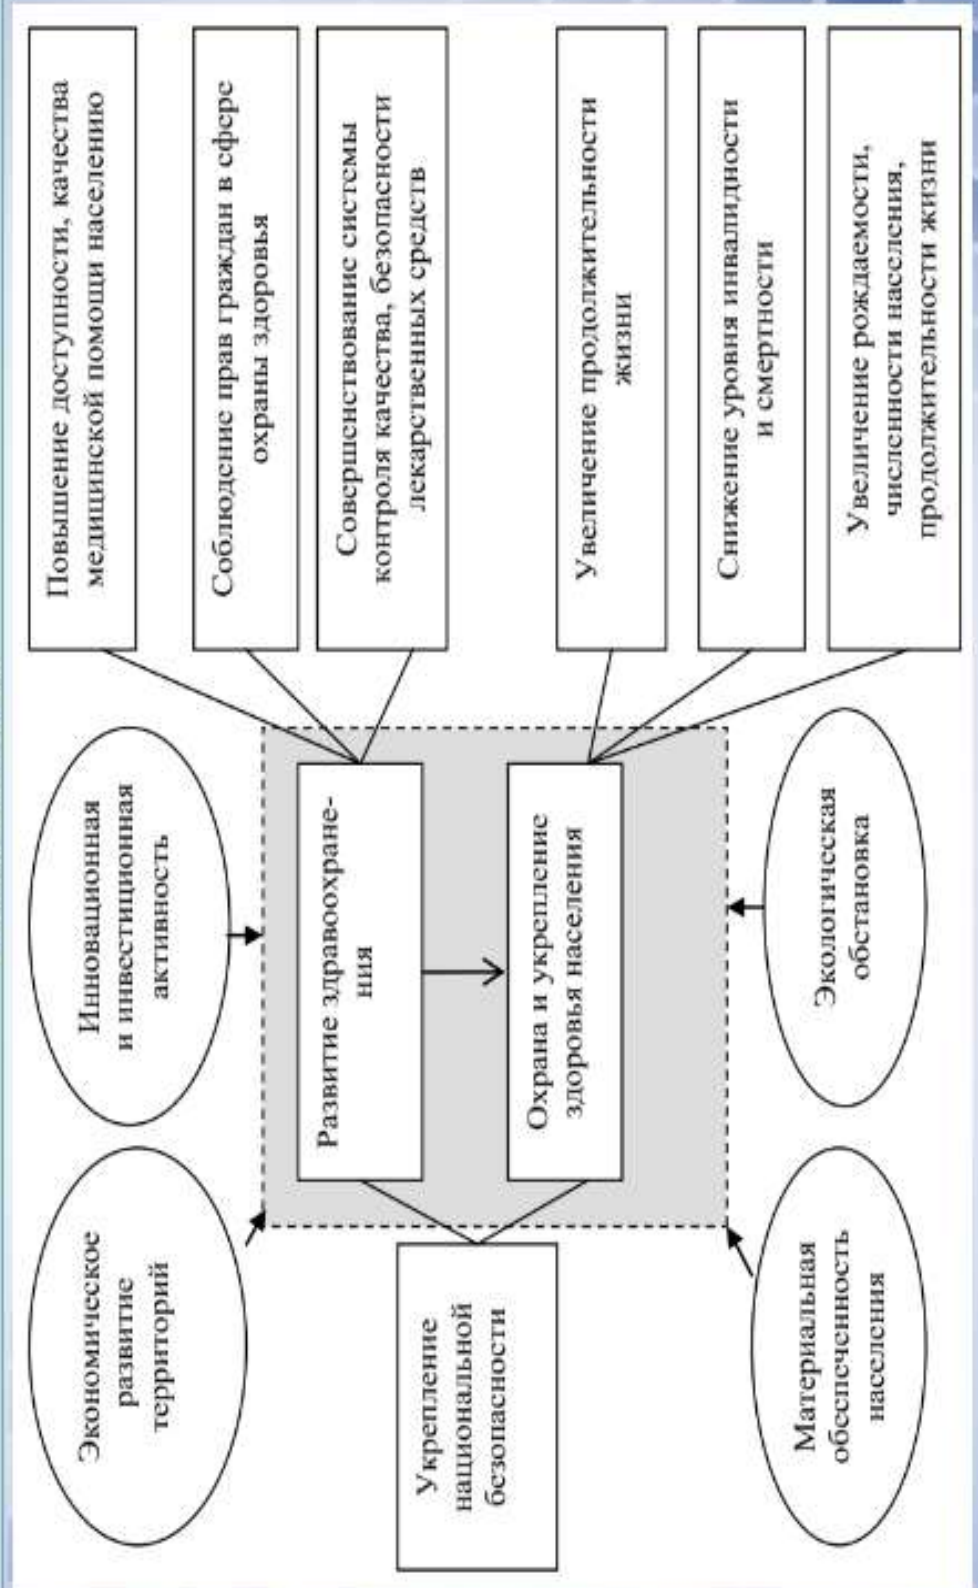 Экономическое
развитие
территорий
Инновационная
и инвестиционная
активность
Повышение доступности, качества
медицинской помощи населению
Соблюдение прав граждан в сфере
охраны здоровья
Совершенствование системы
контроля качества, безопасности
лекарственных средств
Развитие здравоохране-
ния
Укрепление
национальной
безопасности
Охрана и укрепление
здоровья населения
Увеличение продолжительности
жизни
Снижение уровня инвалидности
и смертности
Увеличение рождаемости,
численности населения,
продолжительности жизни
Материальная
обеспеченность
населения
Экологическая
обстановка